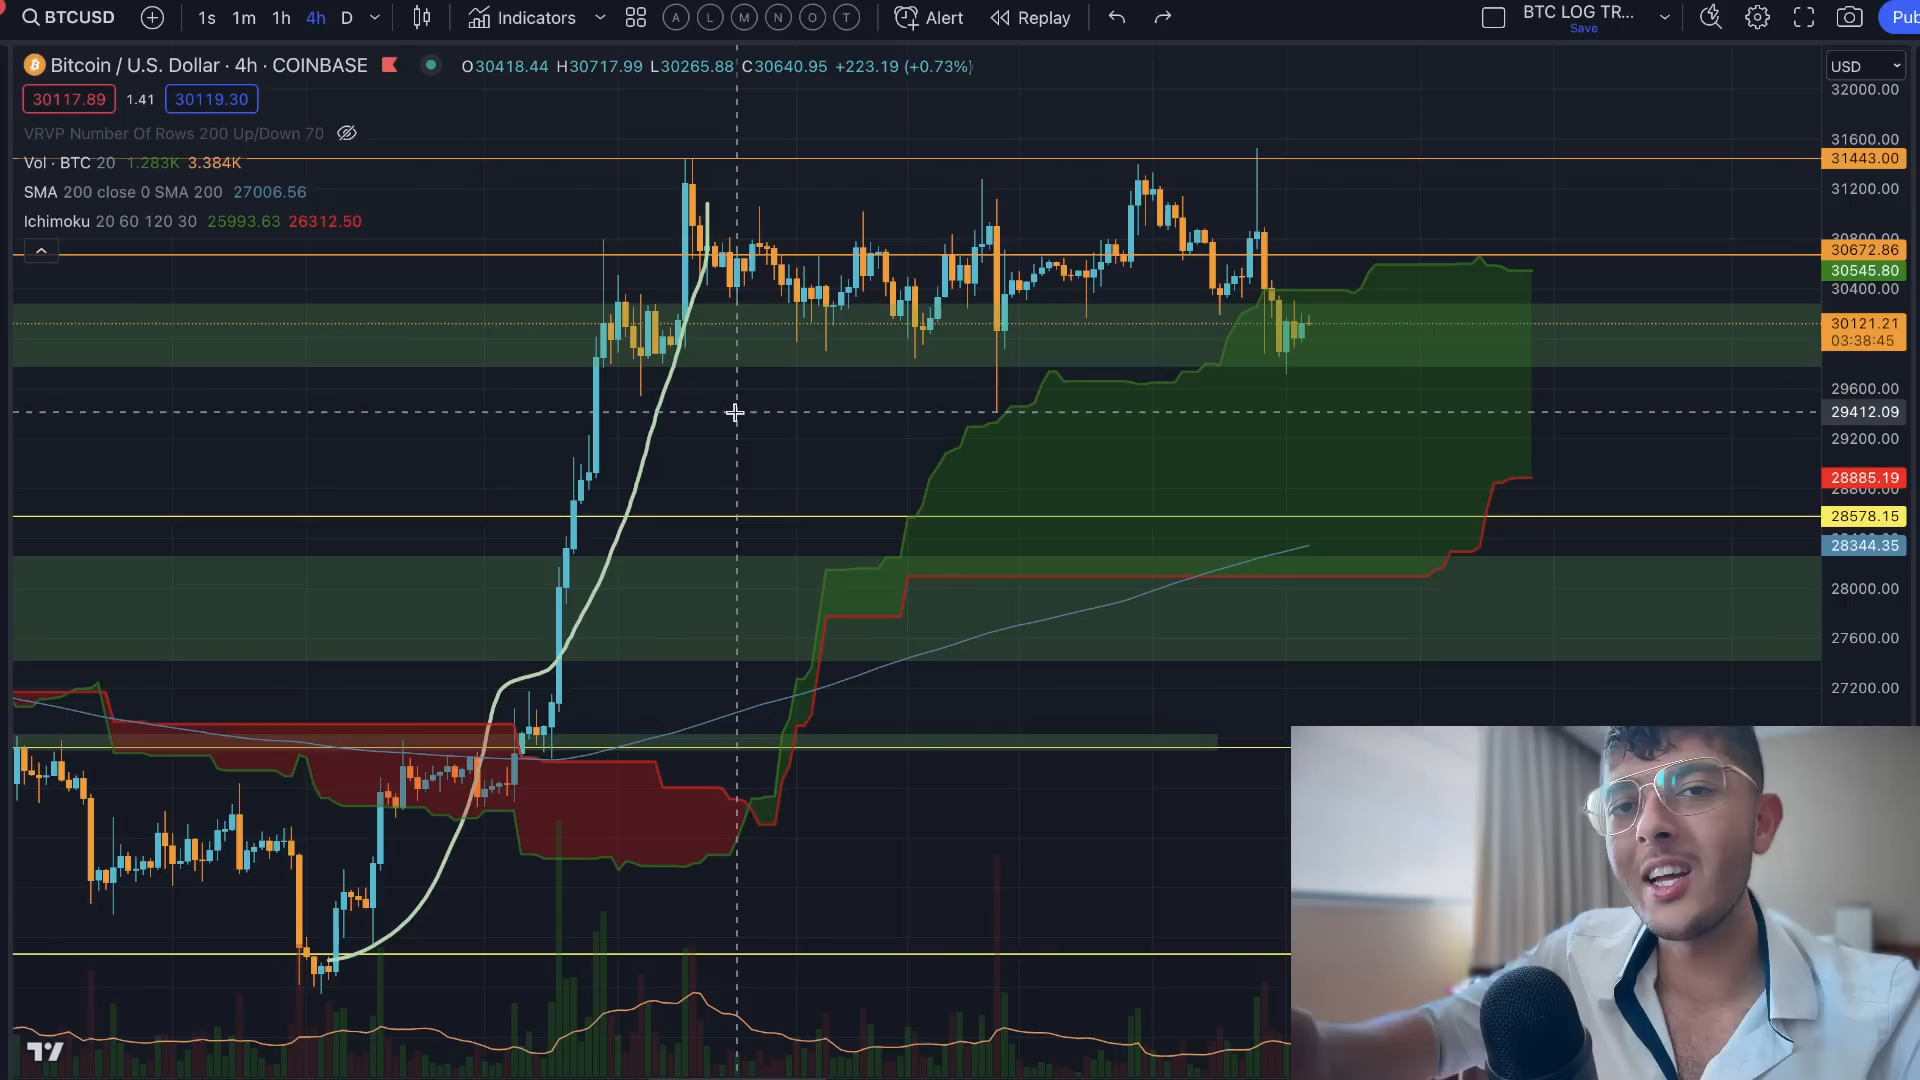 BTCUSD
1s 1m 1h 4h D
Indicators
A L M N O T
Alert
Replay
BTC LOG TR...
Save
Pub
Bitcoin / U.S. Dollar · 4h · COINBASE
O30418.44 H30717.99 L30265.88 C30640.95 +223.19 (+0.73%)
USD
30117.89 1.41 30119.30
VRVP Number Of Rows 200 Up/Down 70
Vol · BTC 20 1.283K 3.384K
SMA 200 close 0 SMA 200 27006.56
Ichimoku 20 60 120 30 25993.63 26312.50
32000.00
31600.00
31443.00
31200.00
30800.00
30672.86
30545.80
30400.00
30121.21
03:38:45
29600.00
29412.09
29200.00
28885.19
28800.00
28578.15
28344.35
28000.00
27600.00
27200.00